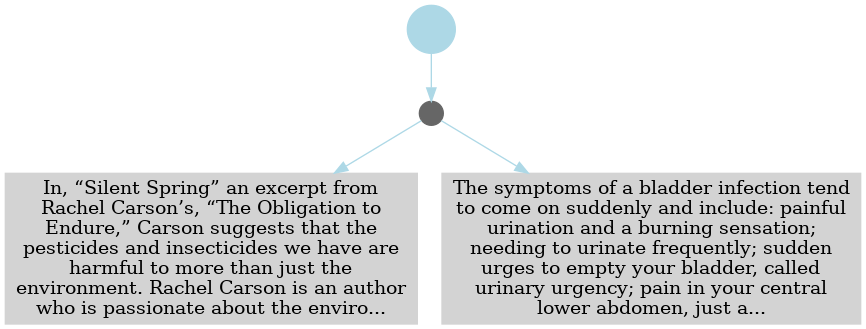 In, “Silent Spring” an excerpt from
Rachel Carson’s, “The Obligation to
Endure,” Carson suggests that the
pesticides and insecticides we have are
harmful to more than just the
environment. Rachel Carson is an author
who is passionate about the enviro...
The symptoms of a bladder infection tend
to come on suddenly and include: painful
urination and a burning sensation;
needing to urinate frequently; sudden
urges to empty your bladder, called
urinary urgency; pain in your central
lower abdomen, just a...